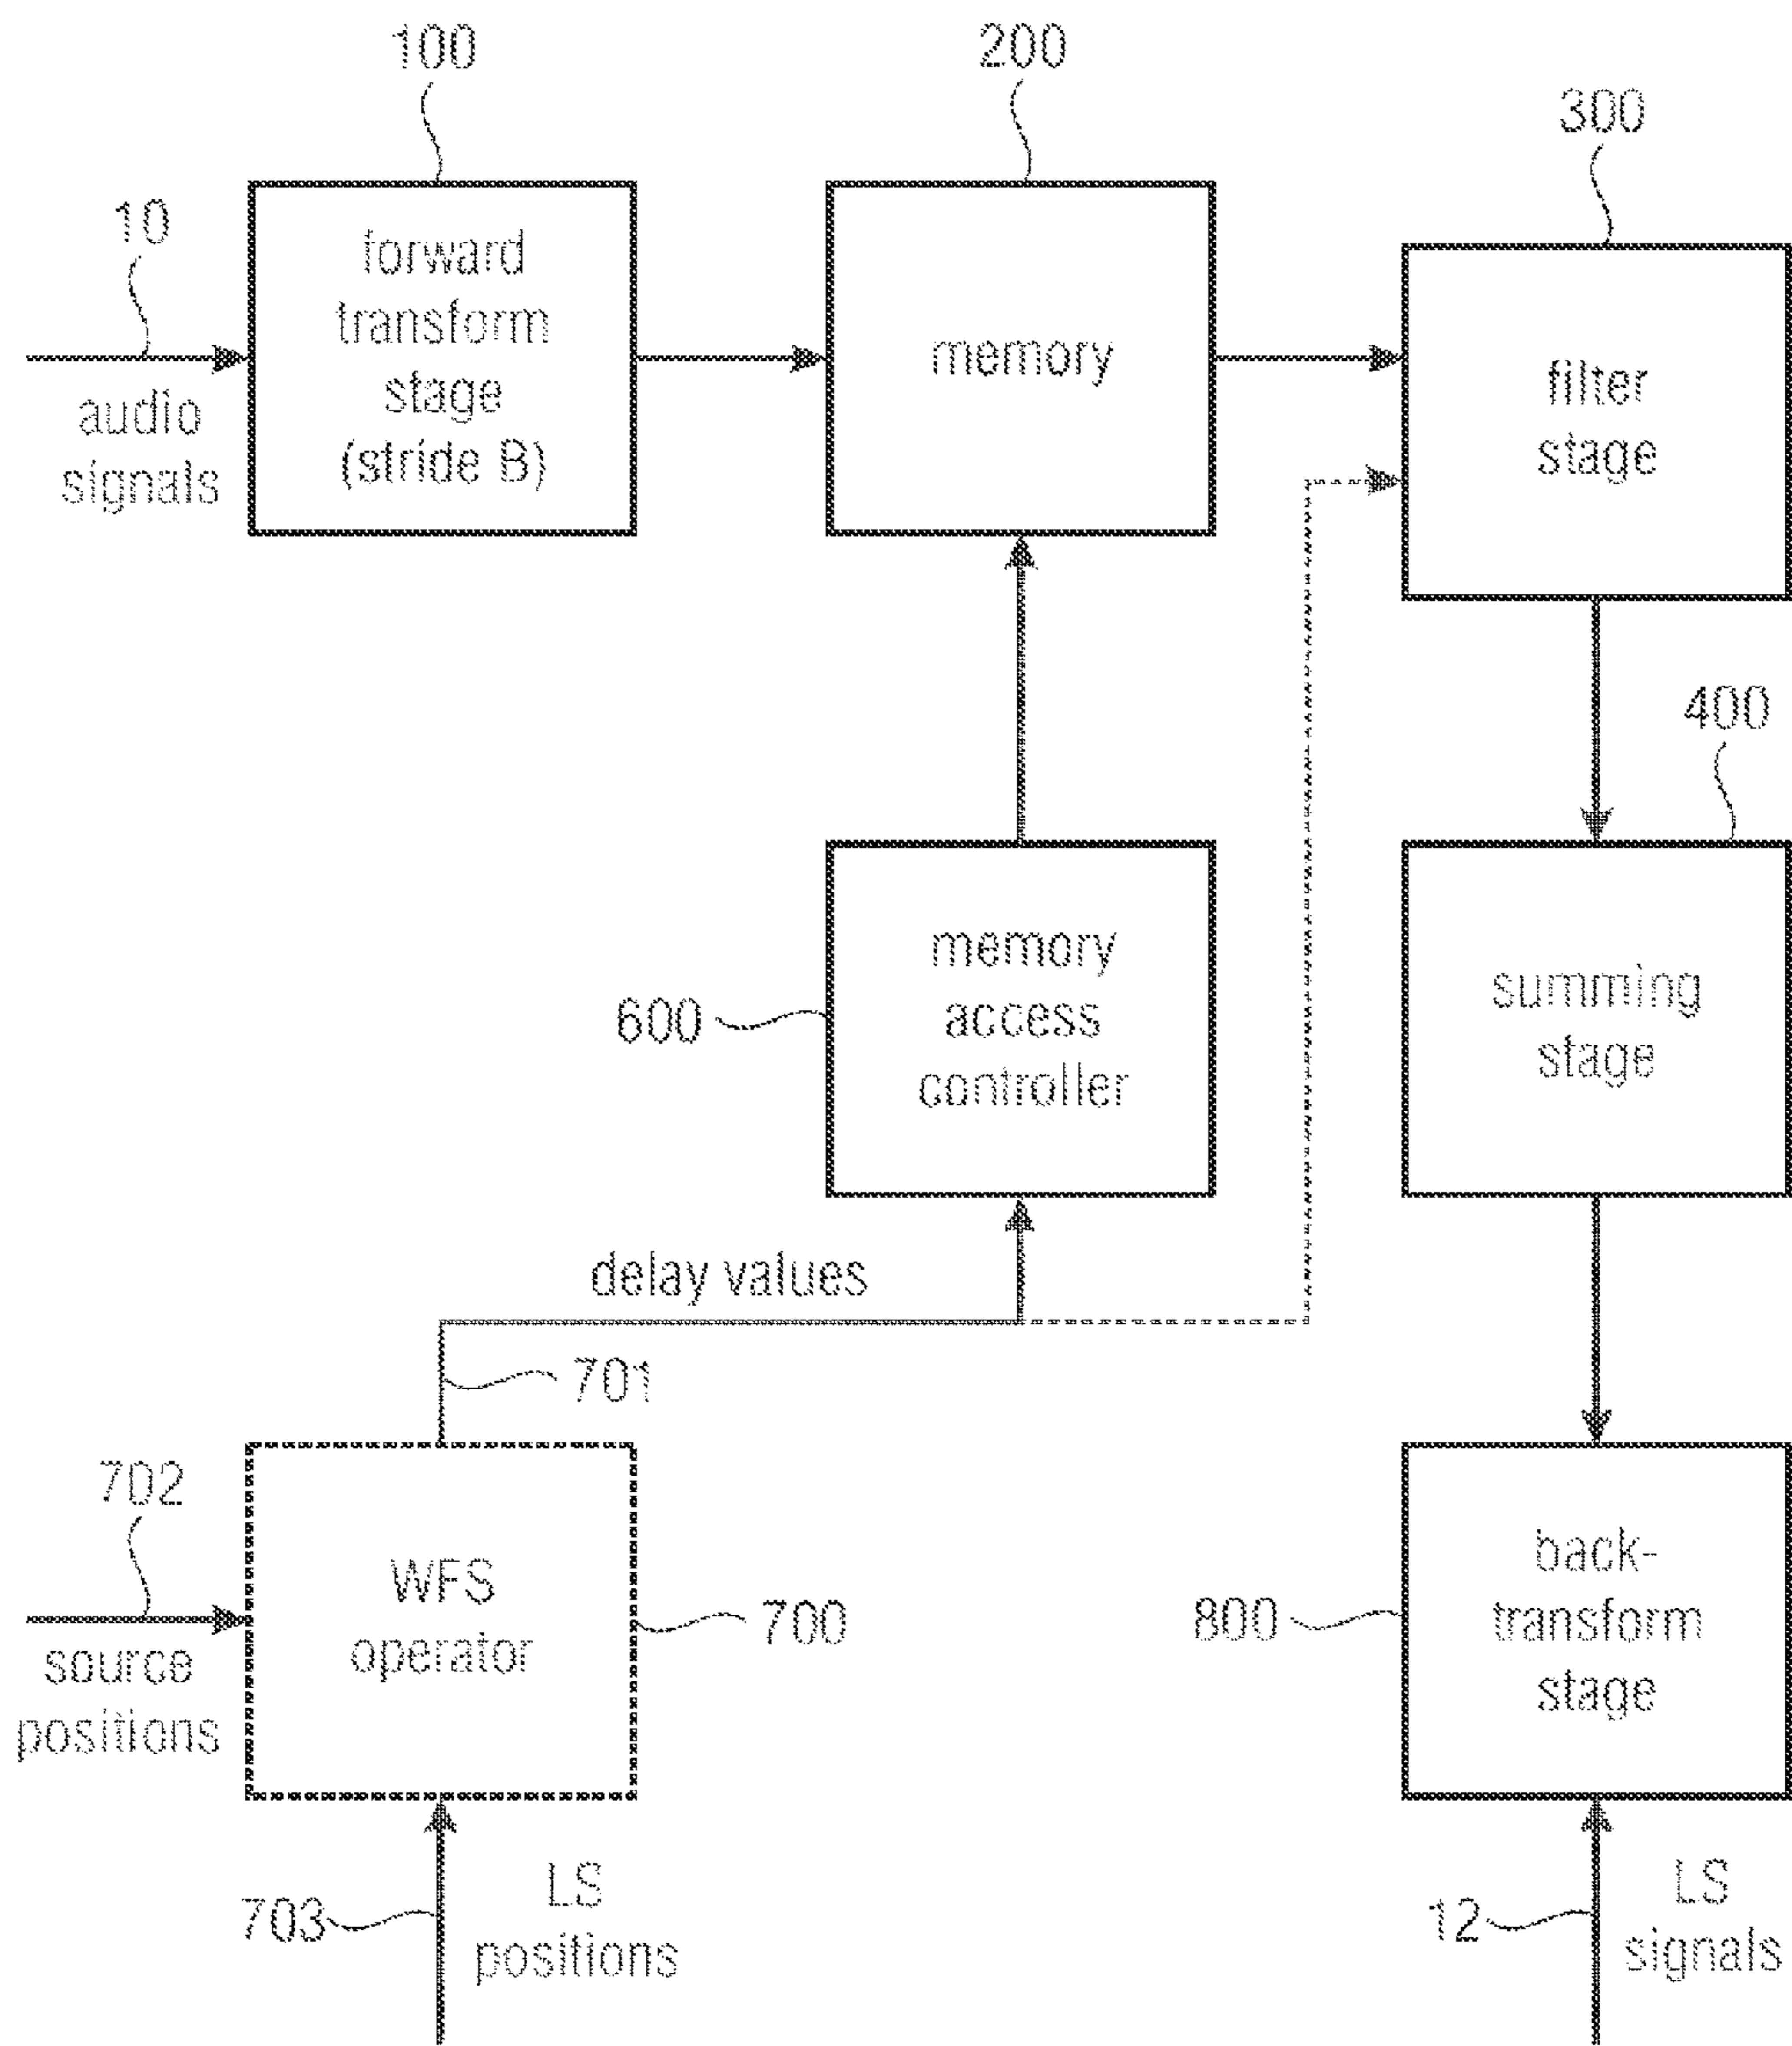 100
200
300
10
audio
signals
forward
transform
stage
(stride B)
memory
filter
stage
400
600
memory
access
controller
summing
stage
delay values
701
702
source
positions
WFS
operator
700
800
back-
transform
stage
703
LS
positions
12
LS
signals